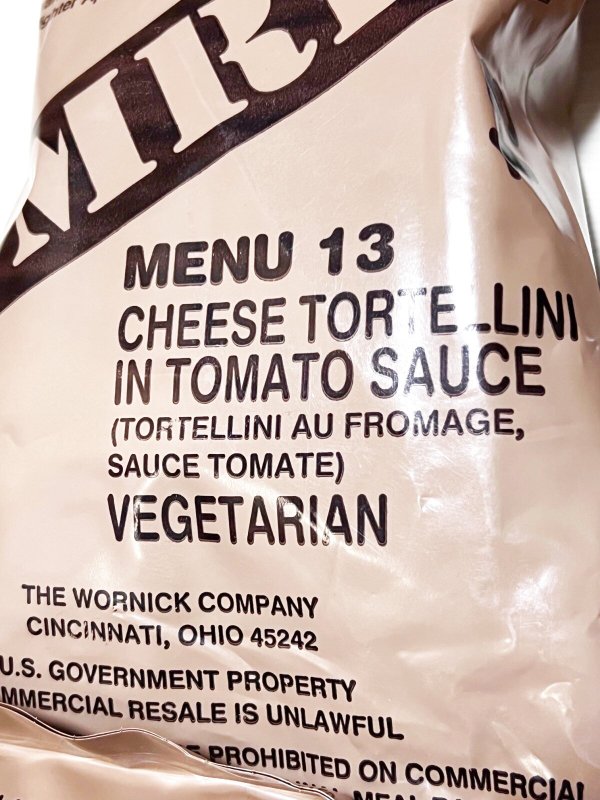 MRE
MENU 13
CHEESE TORTELLINI
IN TOMATO SAUCE
(TORTELLINI AU FROMAGE,
SAUCE TOMATE)
VEGETARIAN
THE WORNICK COMPANY
CINCINNATI, OHIO 45242
U.S. GOVERNMENT PROPERTY
MMERCIAL RESALE IS UNLAWFUL
PROHIBITED ON COMMERCIAL